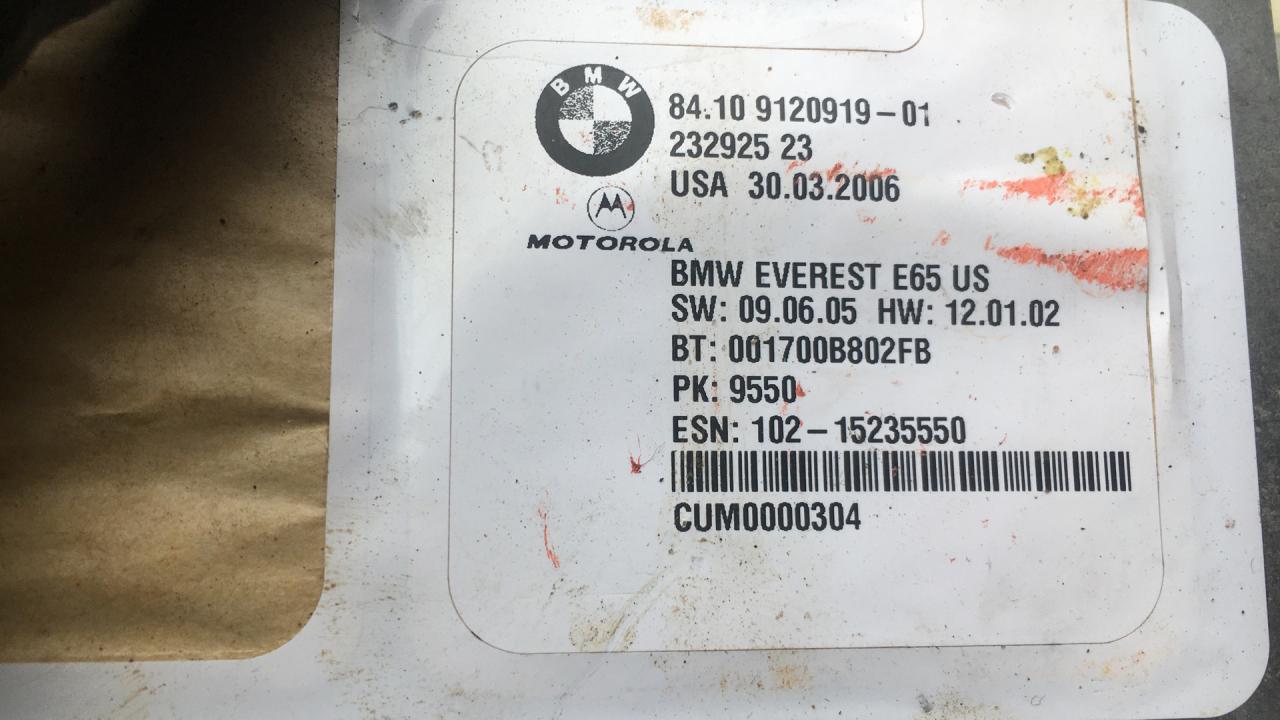 BMW
84.10 9120919-01
232925 23
USA 30.03.2006
MOTOROLA
BMW EVEREST E65 US
SW: 09.06.05 HW: 12.01.02
BT: 001700B802FB
PK: 9550
ESN: 102-15235550
CUM0000304